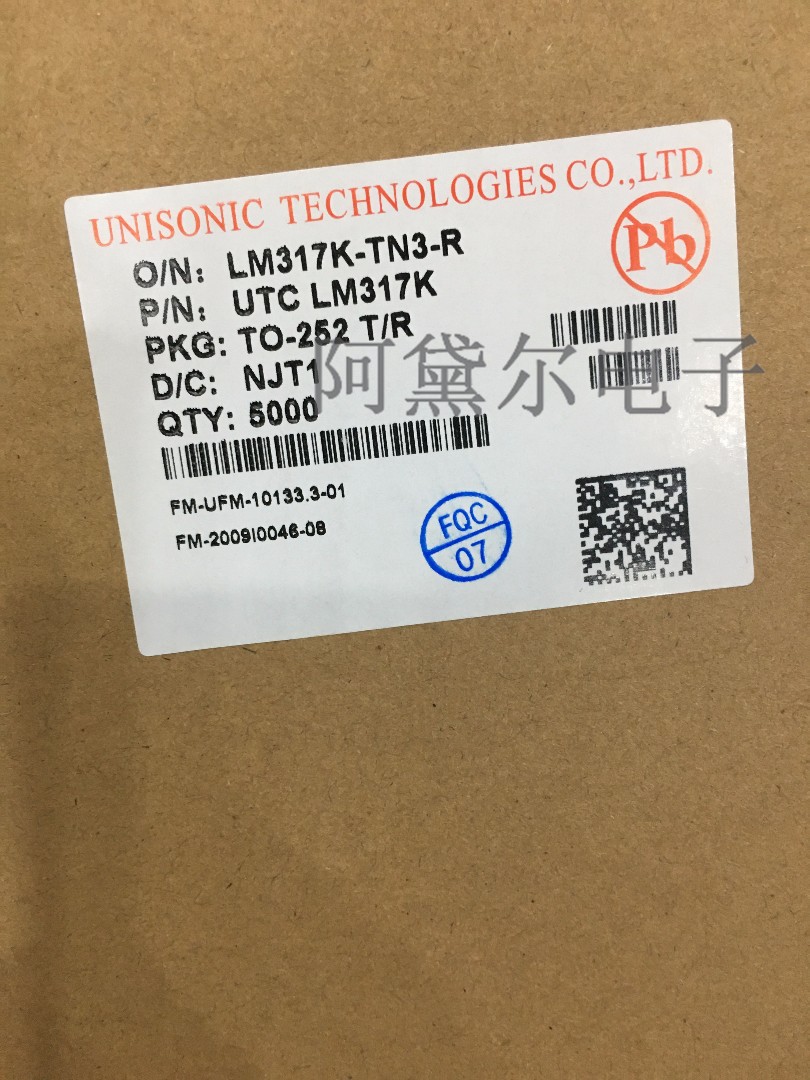 UNISONIC TECHNOLOGIES CO.,LTD.
Pb
O/N: LM317K-TN3-R
P/N: UTC LM317K
PKG: TO-252 T/R
D/C: NJT1
QTY: 5000
阿黛尔电子
FM-UFM-10133.3-01
FM-2009I0046-08
FQC
07